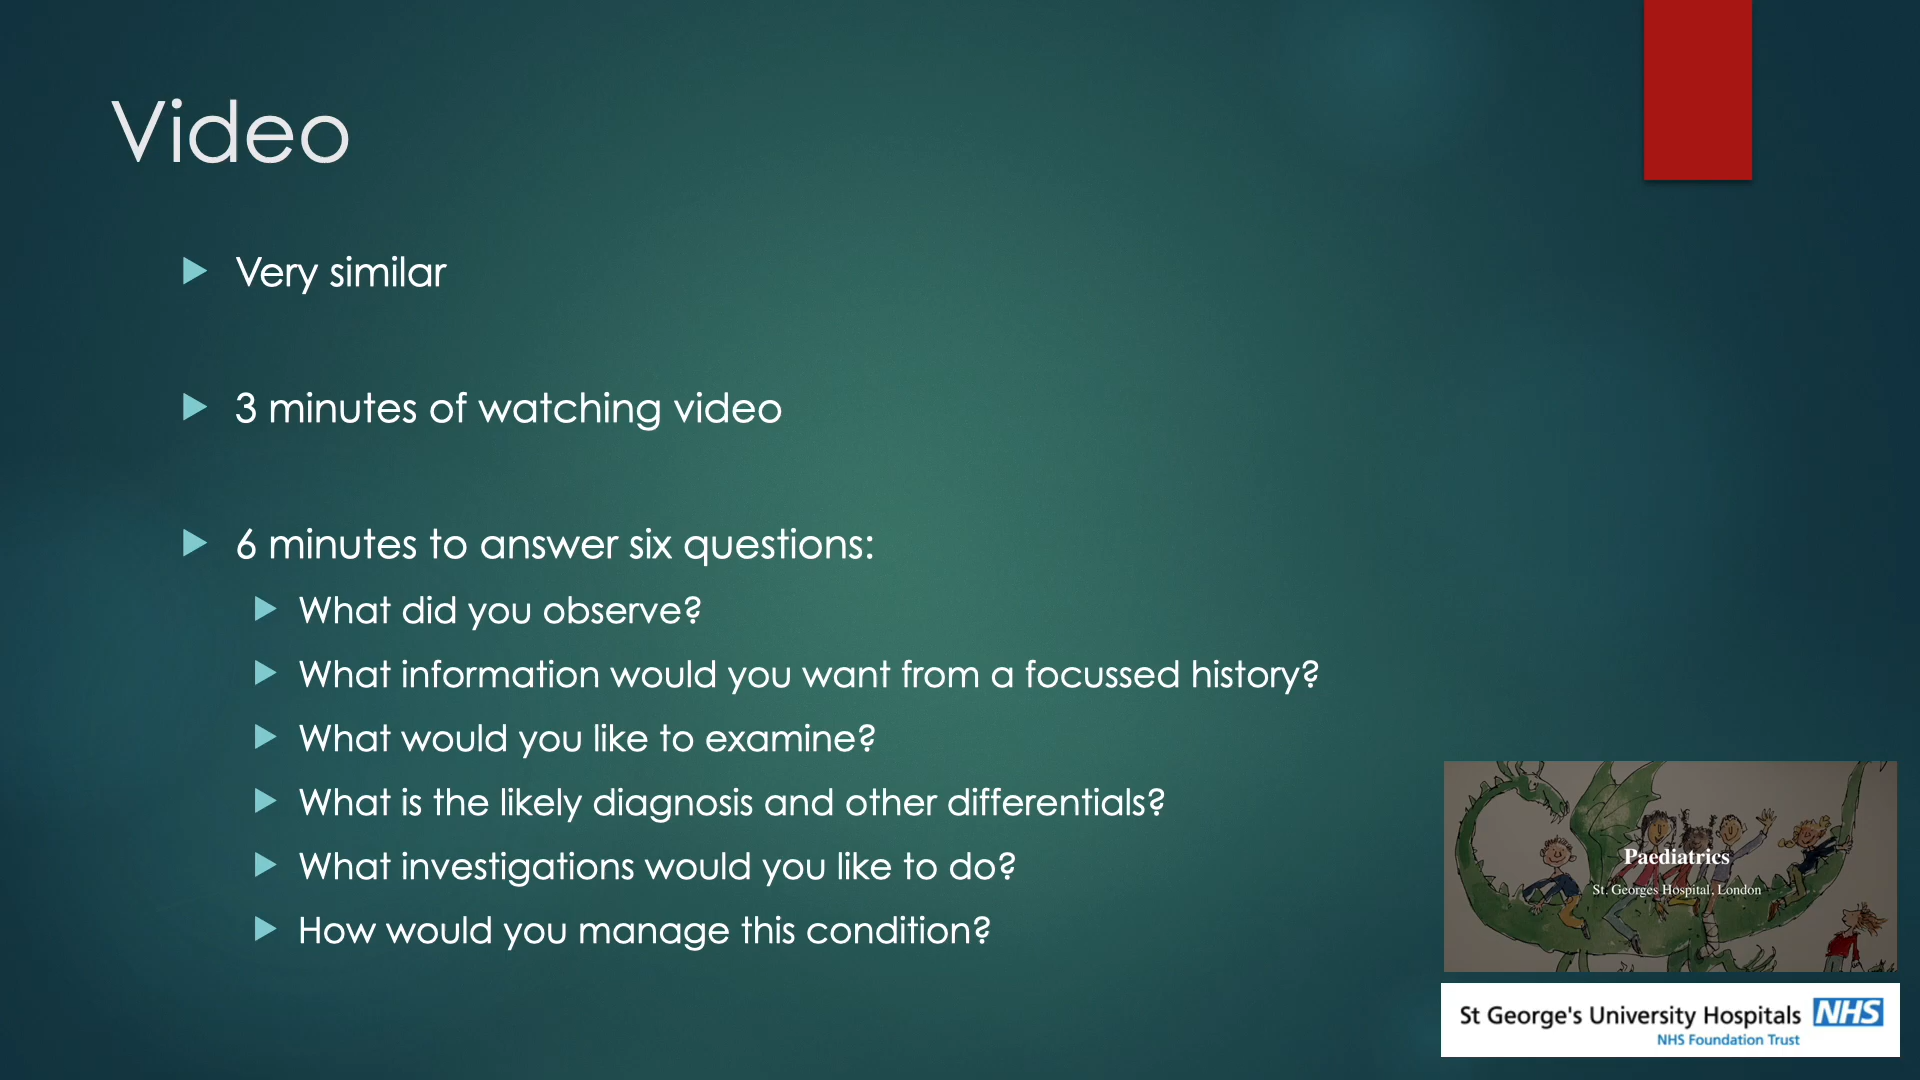 Video
Very similar
3 minutes of watching video
6 minutes to answer six questions:
What did you observe?
What information would you want from a focussed history?
What would you like to examine?
What is the likely diagnosis and other differentials?
What investigations would you like to do?
How would you manage this condition?
Paediatrics
St. Georges Hospital, London
St George's University Hospitals NHS
NHS Foundation Trust